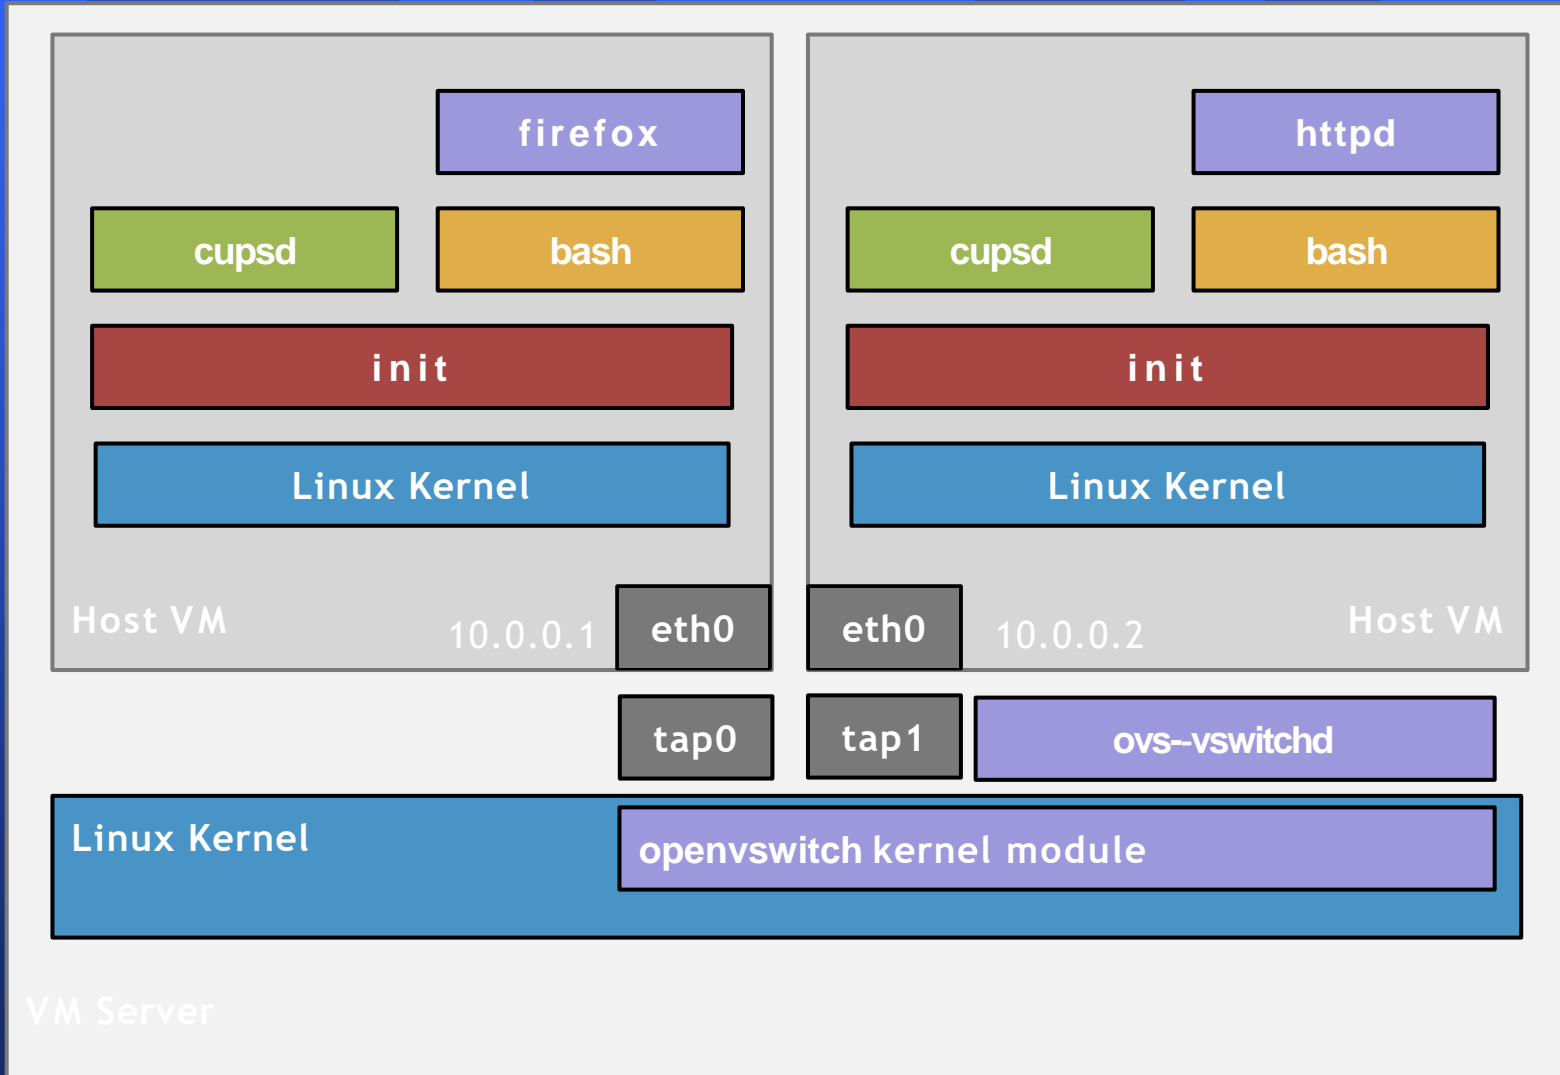 firefox
cupsd
bash
init
Linux Kernel
Host VM
10.0.0.1
eth0
httpd
cupsd
bash
init
Linux Kernel
eth0
10.0.0.2
Host VM
tap0
tap1
ovs-‐vswitchd
Linux Kernel
openvswitch kernel module
VM Server